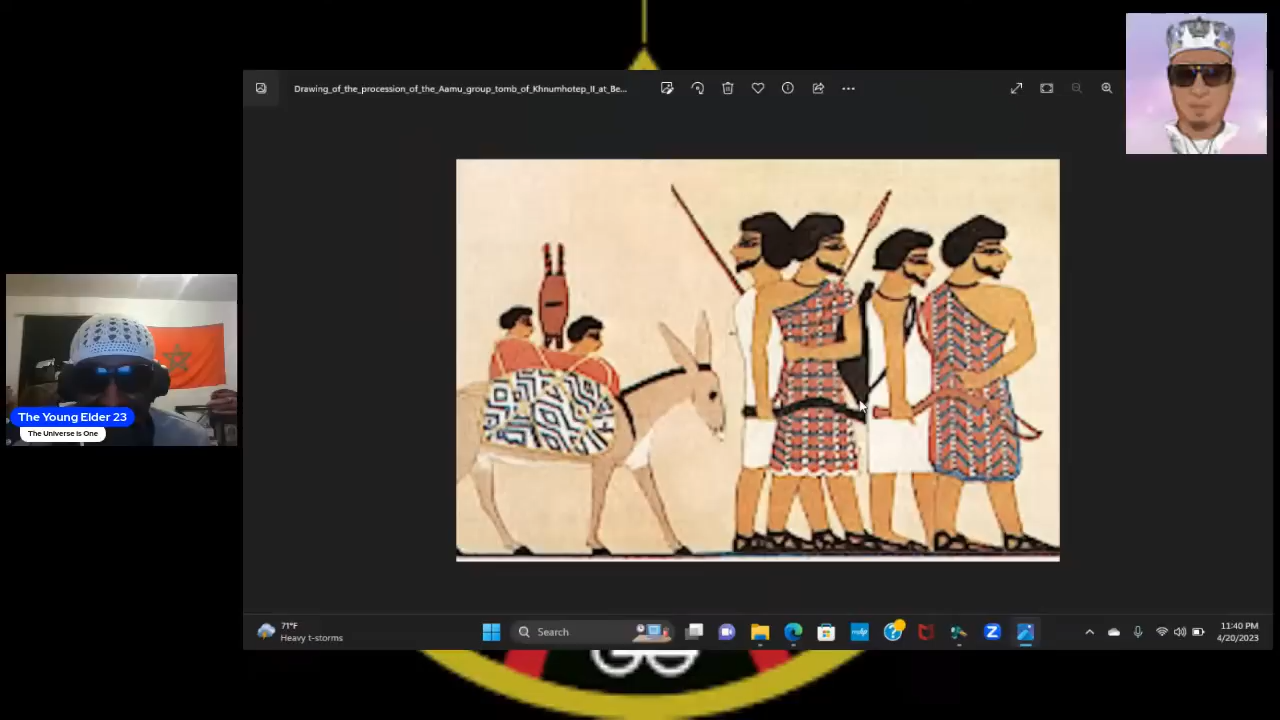 Drawing_of_the_procession_of_the_Aamu_group_tomb_of_Khnumhotep_II_at_Be...
The Young Elder 23
The Universe is One
71°F
Heavy t-storms
Search
11:40 PM
4/20/2023